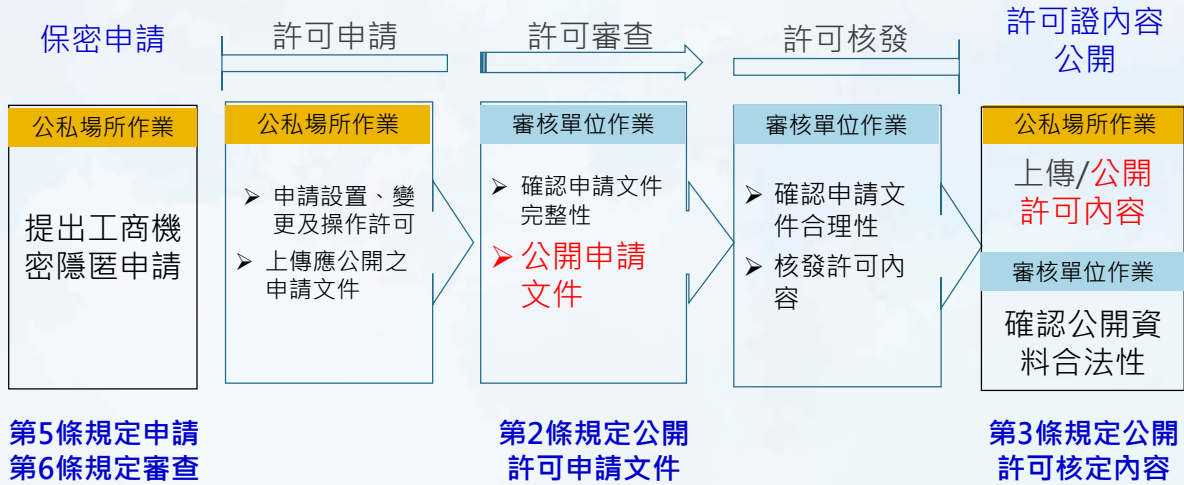 保密申請
許可申請
許可審查
許可核發
許可證內容
公開
公私場所作業
提出工商機
密隱匿申請
公私場所作業
➢ 申請設置、變
更及操作許可
➢ 上傳應公開之
申請文件
審核單位作業
➢ 確認申請文件
完整性
➢ 公開申請
文件
審核單位作業
➢ 確認申請文
件合理性
➢ 核發許可內
容
公私場所作業
上傳/公開
許可內容
審核單位作業
確認公開資
料合法性
第5條規定申請
第6條規定審查
第2條規定公開
許可申請文件
第3條規定公開
許可核定內容